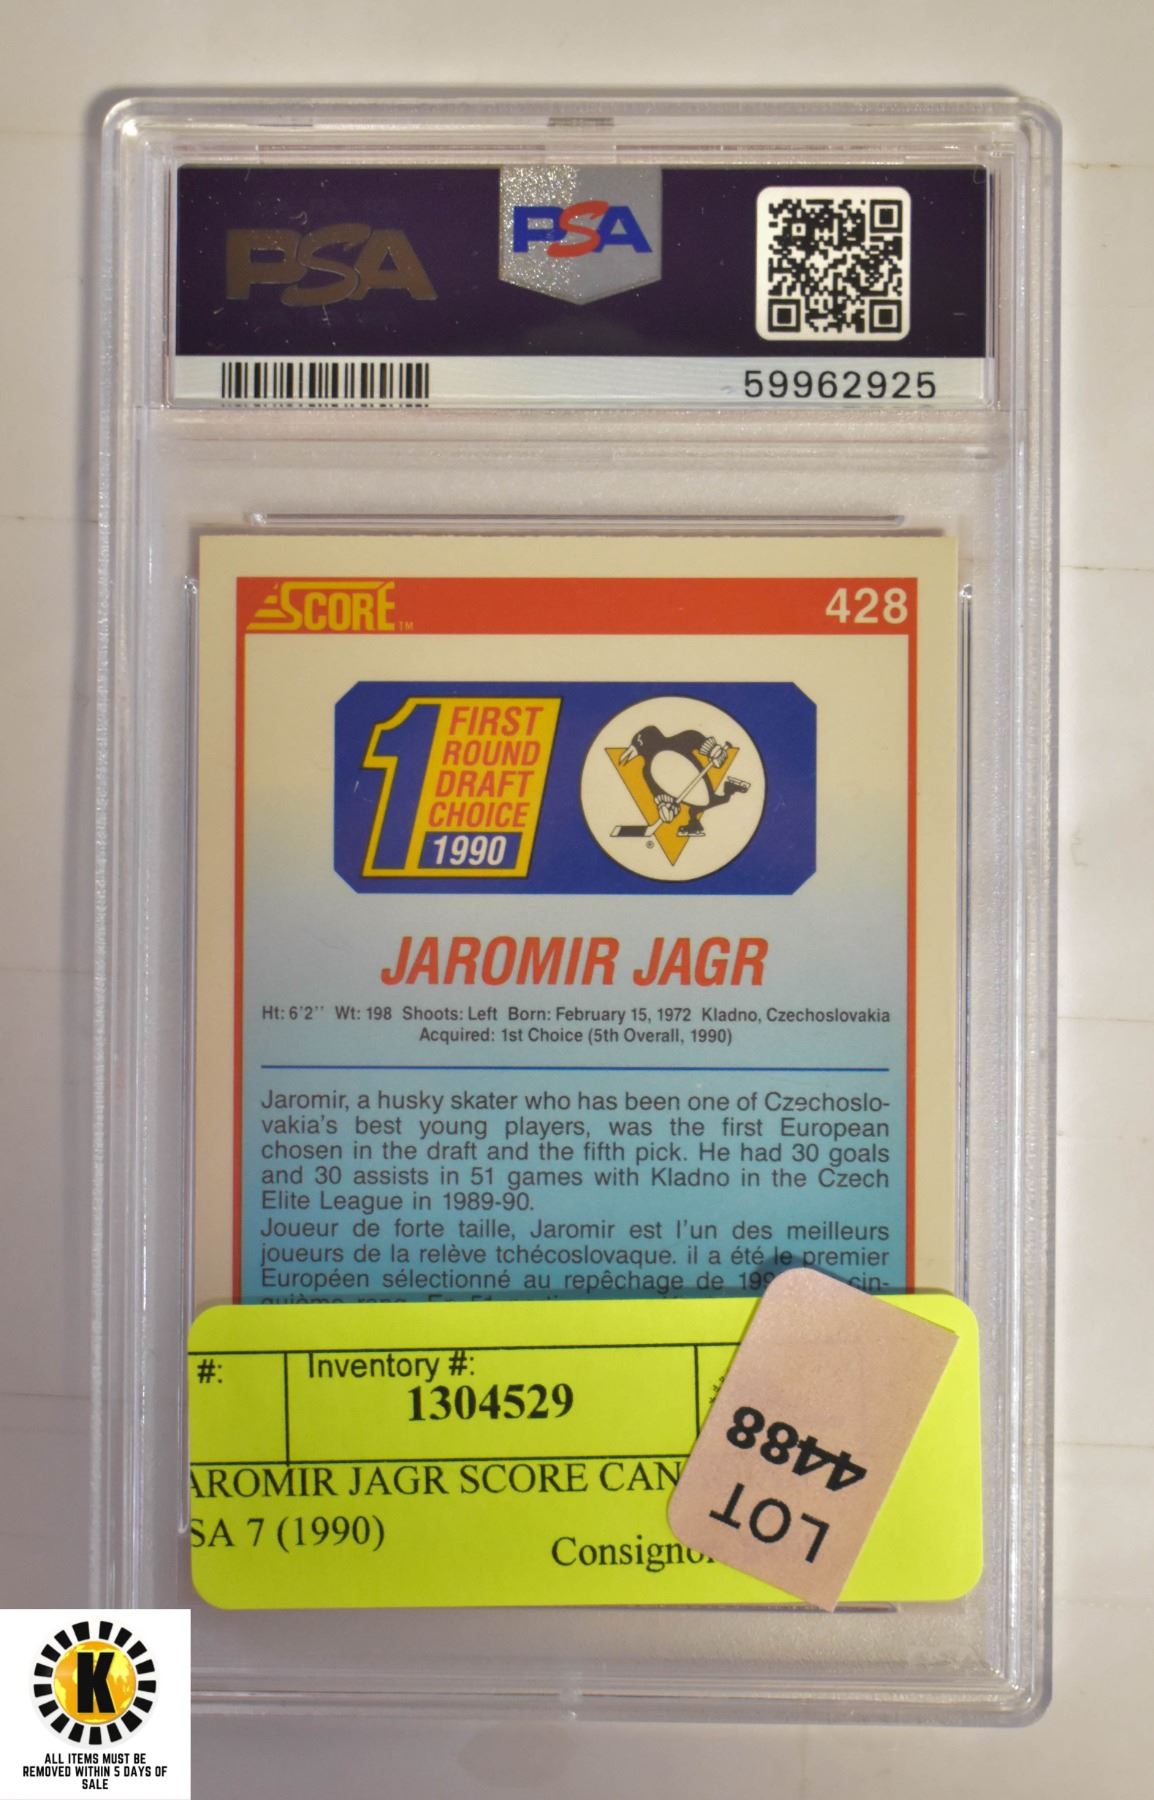 PSA
PSA
59962925
SCORE TM
428
1 FIRST
ROUND
DRAFT
CHOICE
1990
®
JAROMIR JAGR
Ht: 6'2'' Wt: 198 Shoots: Left Born: February 15, 1972 Kladno, Czechoslovakia
Acquired: 1st Choice (5th Overall, 1990)
Jaromir, a husky skater who has been one of Czechoslo-
vakia's best young players, was the first European
chosen in the draft and the fifth pick. He had 30 goals
and 30 assists in 51 games with Kladno in the Czech
Elite League in 1989-90.
Joueur de forte taille, Jaromir est l'un des meilleurs
joueurs de la relève tchécoslovaque. il a été le premier
Européen sélectionné au repêchage de 199 cin-
#:
Inventory #:
1304529
AROMIR JAGR SCORE CAN
SA 7 (1990)
Consigno
LOT
4488
K
ALL ITEMS MUST BE
REMOVED WITHIN 5 DAYS OF
SALE